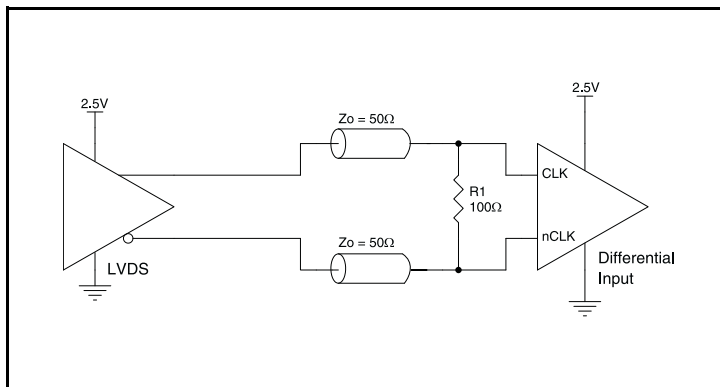 2.5V
2.5V
Zo = 50Ω
CLK
R1
100Ω
nCLK
Zo = 50Ω
LVDS
Differential
Input